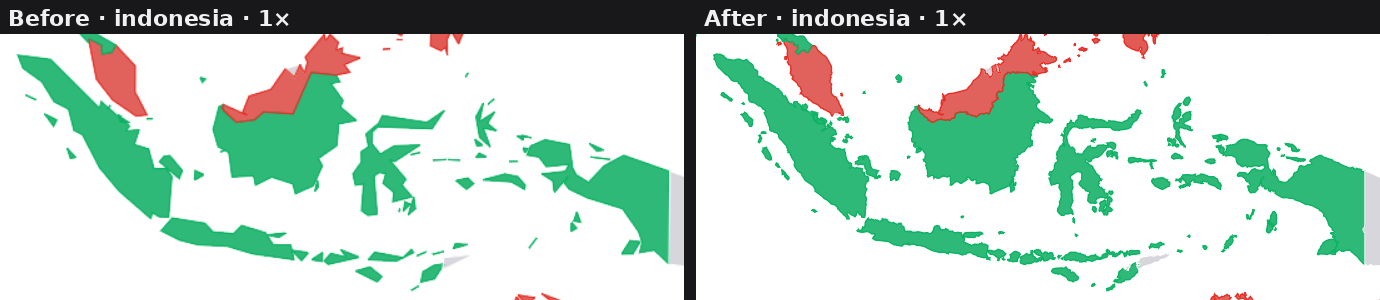 Before · indonesia · 1×
After · indonesia · 1×